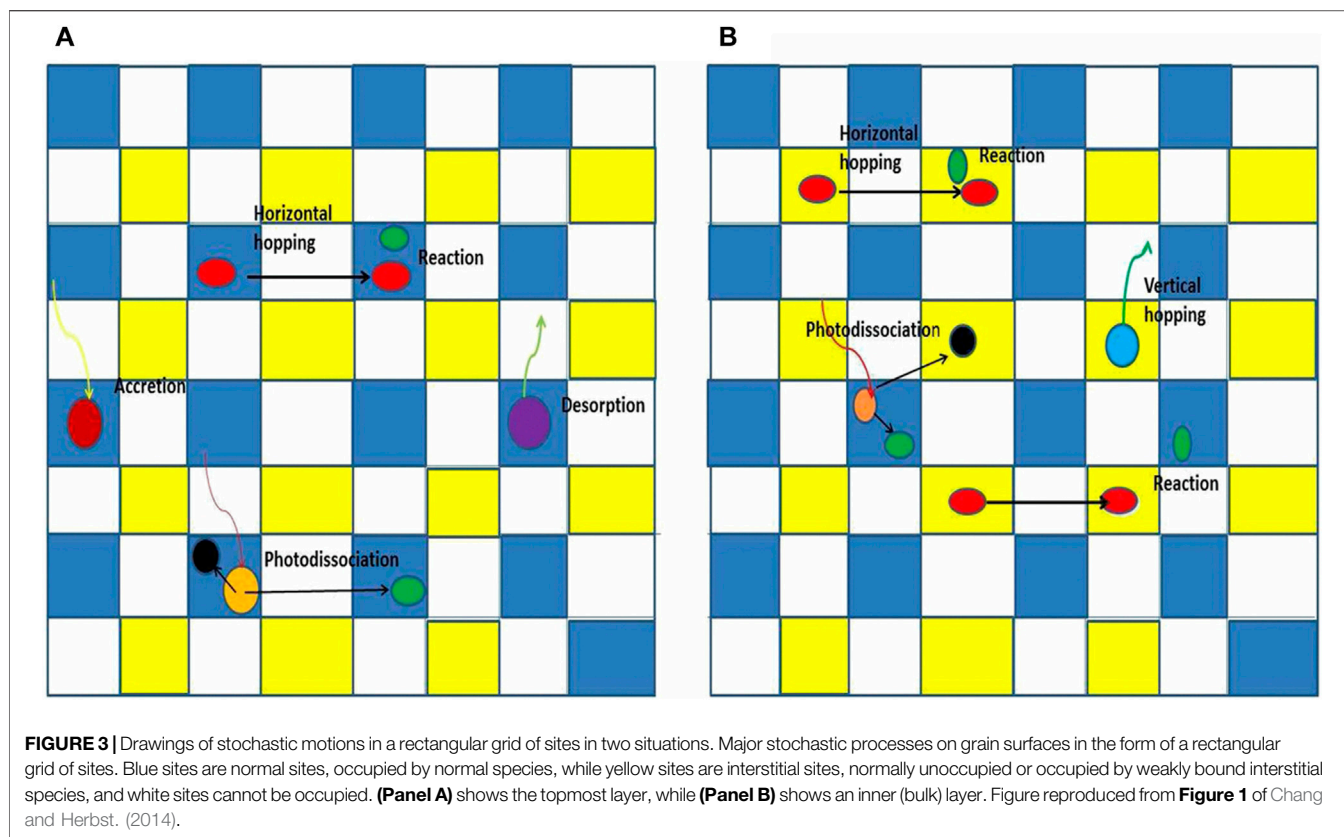 A
Horizontal
hopping
Reaction
Accretion
Desorption
Photodissociation
B
Horizontal
hopping
Reaction
Vertical
hopping
Photodissociation
Reaction
FIGURE 3 | Drawings of stochastic motions in a rectangular grid of sites in two situations. Major stochastic processes on grain surfaces in the form of a rectangular
grid of sites. Blue sites are normal sites, occupied by normal species, while yellow sites are interstitial sites, normally unoccupied or occupied by weakly bound interstitial
species, and white sites cannot be occupied. (Panel A) shows the topmost layer, while (Panel B) shows an inner (bulk) layer. Figure reproduced from Figure 1 of Chang
and Herbst. (2014).